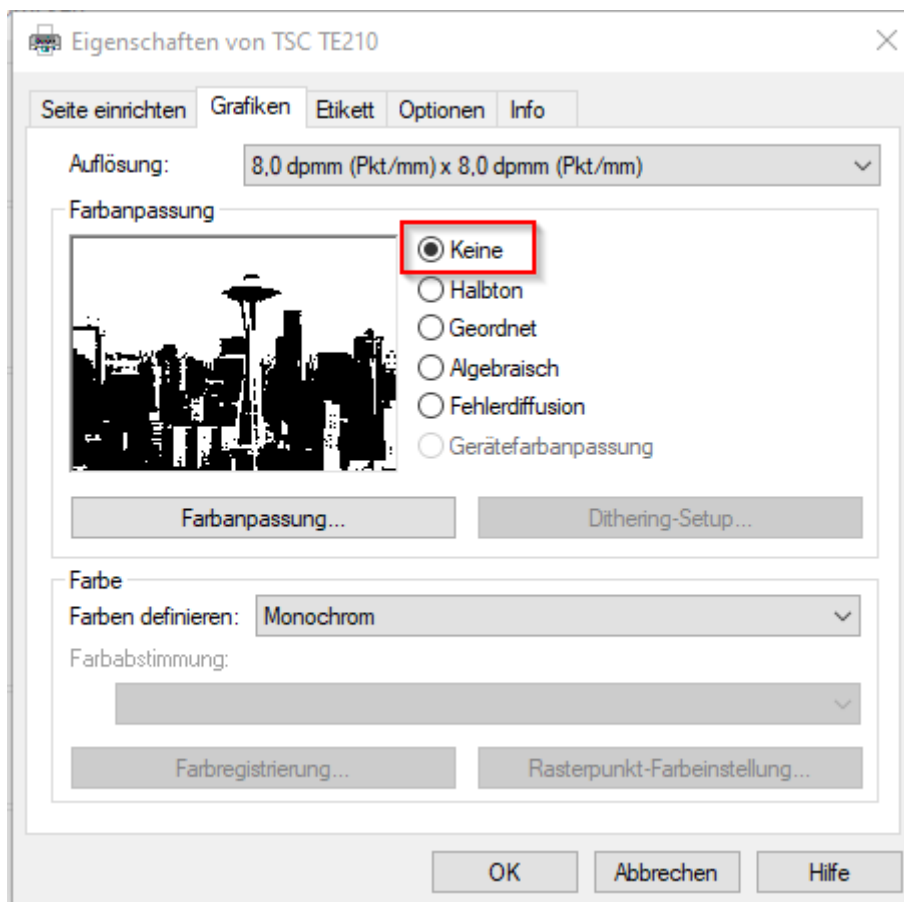 Eigenschaften von TSC TE210
Seite einrichten Grafiken Etikett Optionen Info
Auflösung: 8,0 dpmm (Pkt/mm) x 8,0 dpmm (Pkt/mm)
Farbanpassung
Keine
Halbton
Geordnet
Algebraisch
Fehlerdiffusion
Gerätefarbanpassung
Farbanpassung... Dithering-Setup...
Farbe
Farben definieren: Monochrom
Farbabstimmung:
Farbregistrierung... Rasterpunkt-Farbeinstellung...
OK Abbrechen Hilfe